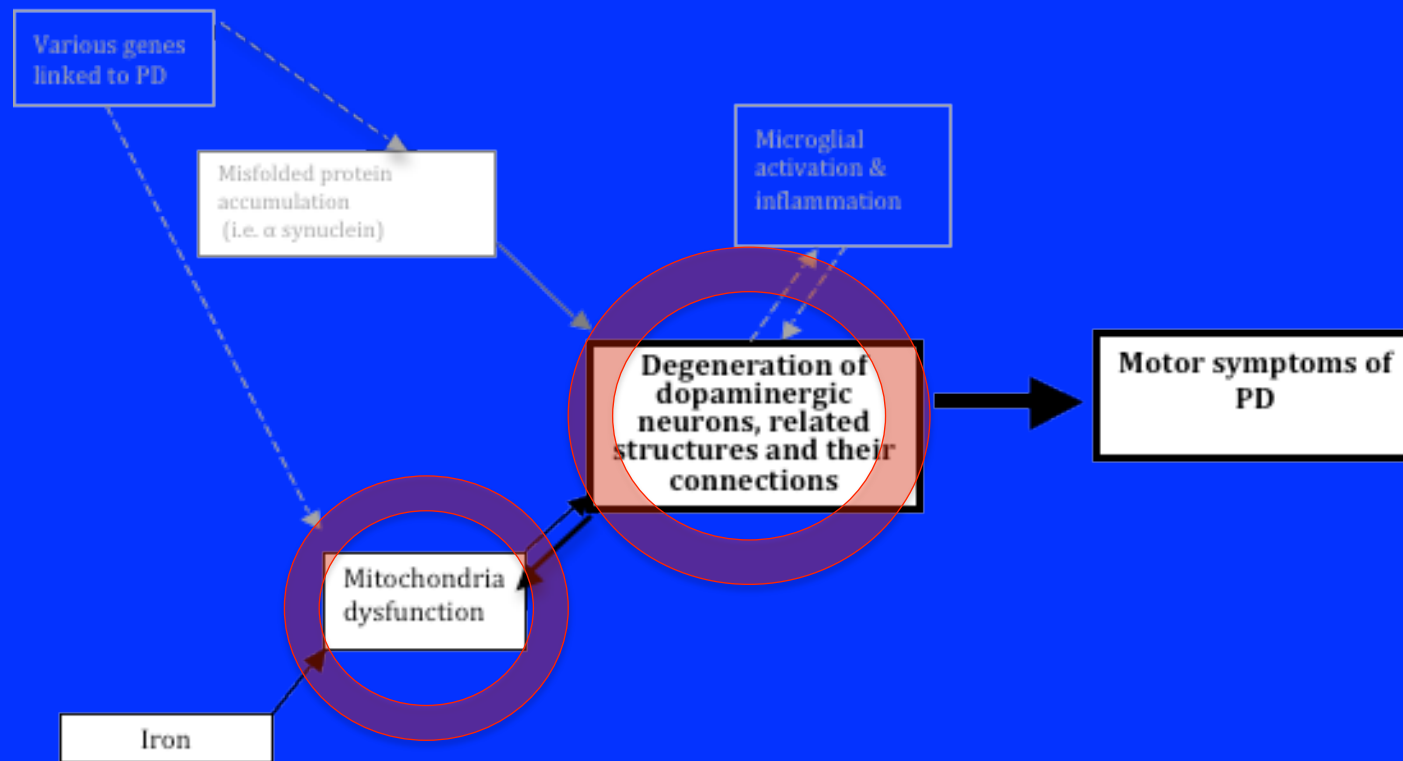 Various genes
linked to PD
Misfolded protein
accumulation
(i.e. α synuclein)
Microglial
activation &
inflammation
Degeneration of
dopaminergic
neurons, related
structures and their
connections
Motor symptoms of
PD
Mitochondria
dysfunction
Iron